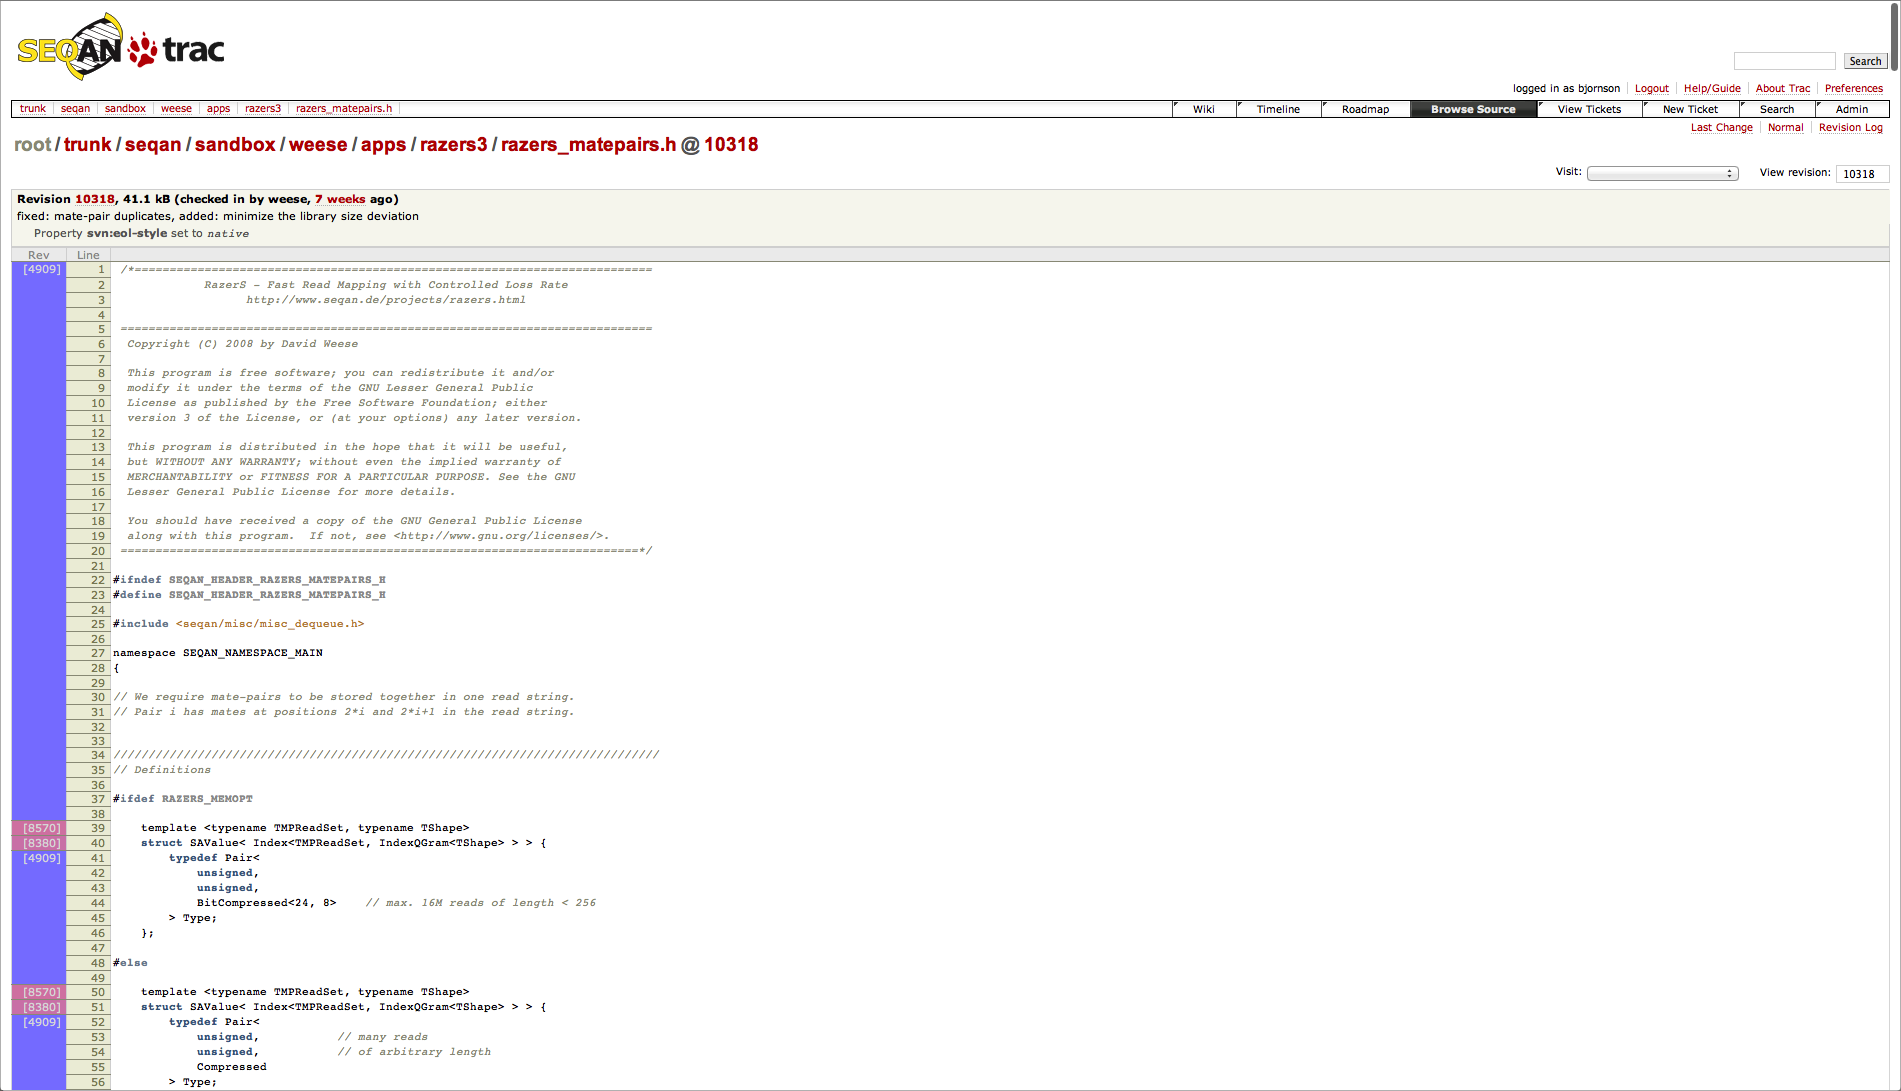 SEQAN trac
Search
logged in as bjornson Logout Help/Guide About Trac Preferences
trunk seqan sandbox weese apps razers3 razers_matepairs.h
Wiki Timeline Roadmap Browse Source View Tickets New Ticket Search Admin
Last Change Normal Revision Log
root / trunk / seqan / sandbox / weese / apps / razers3 / razers_matepairs.h @ 10318
Visit: View revision: 10318
Revision 10318, 41.1 kB (checked in by weese, 7 weeks ago)
fixed: mate-pair duplicates, added: minimize the library size deviation
Property svn:eol-style set to native
Rev Line
[4909] 1 /*==========================================================================
2 RazerS - Fast Read Mapping with Controlled Loss Rate
3 http://www.seqan.de/projects/razers.html
4
5 ============================================================================
6 Copyright (C) 2008 by David Weese
7
8 This program is free software; you can redistribute it and/or
9 modify it under the terms of the GNU Lesser General Public
10 License as published by the Free Software Foundation; either
11 version 3 of the License, or (at your options) any later version.
12
13 This program is distributed in the hope that it will be useful,
14 but WITHOUT ANY WARRANTY; without even the implied warranty of
15 MERCHANTABILITY or FITNESS FOR A PARTICULAR PURPOSE. See the GNU
16 Lesser General Public License for more details.
17
18 You should have received a copy of the GNU General Public License
19 along with this program.  If not, see <http://www.gnu.org/licenses/>.
20 ==========================================================================*/
21
22 #ifndef SEQAN_HEADER_RAZERS_MATEPAIRS_H
23 #define SEQAN_HEADER_RAZERS_MATEPAIRS_H
24
25 #include <seqan/misc/misc_dequeue.h>
26
27 namespace SEQAN_NAMESPACE_MAIN
28 {
29
30 // We require mate-pairs to be stored together in one read string.
31 // Pair i has mates at positions 2*i and 2*i+1 in the read string.
32
33
34 //////////////////////////////////////////////////////////////////////////////
35 // Definitions
36
37 #ifdef RAZERS_MEMOPT
38
[8570] 39 template <typename TMPReadSet, typename TShape>
[8380] 40 struct SAValue< Index<TMPReadSet, IndexQGram<TShape> > > {
[4909] 41 typedef Pair<
42 unsigned,
43 unsigned,
44 BitCompressed<24, 8> // max. 16M reads of length < 256
45 > Type;
46 };
47
48 #else
49
[8570] 50 template <typename TMPReadSet, typename TShape>
[8380] 51 struct SAValue< Index<TMPReadSet, IndexQGram<TShape> > > {
[4909] 52 typedef Pair<
53 unsigned, // many reads
54 unsigned, // of arbitrary length
55 Compressed
56 > Type;